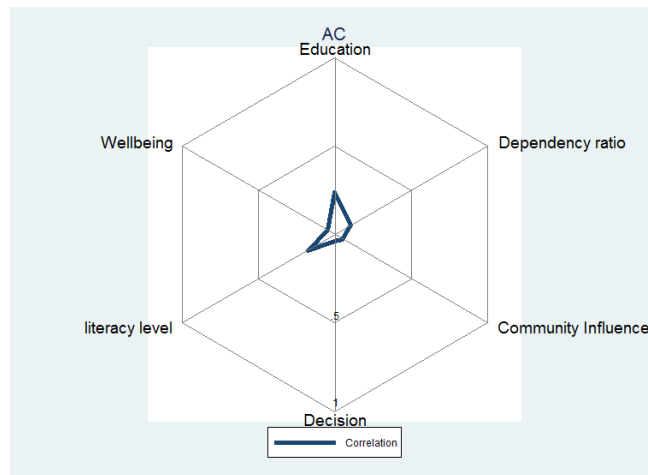 AC
Education
Wellbeing
Dependency ratio
literacy level
.5
Community Influence
1
Decision
Correlation